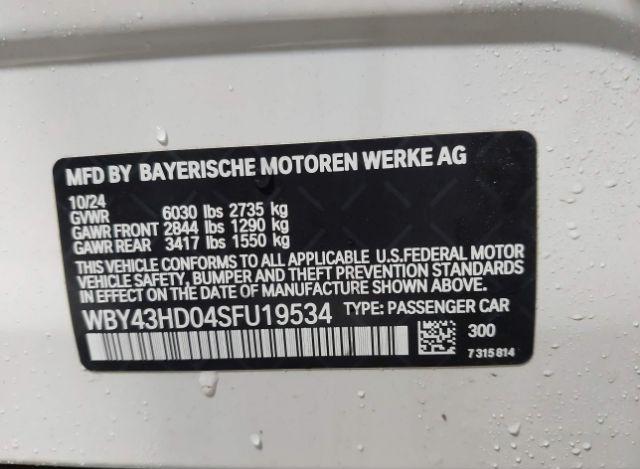 MFD BY BAYERISCHE MOTOREN WERKE AG
10/24
GVWR 6030 lbs 2735 kg
GAWR FRONT 2844 lbs 1290 kg
GAWR REAR 3417 lbs 1550 kg
THIS VEHICLE CONFORMS TO ALL APPLICABLE U.S.FEDERAL MOTOR
VEHICLE SAFETY, BUMPER AND THEFT PREVENTION STANDARDS
IN EFFECT ON THE DATE OF MANUFACTURE SHOWN ABOVE.
WBY43HD04SFU19534 TYPE: PASSENGER CAR
300
7 315 814